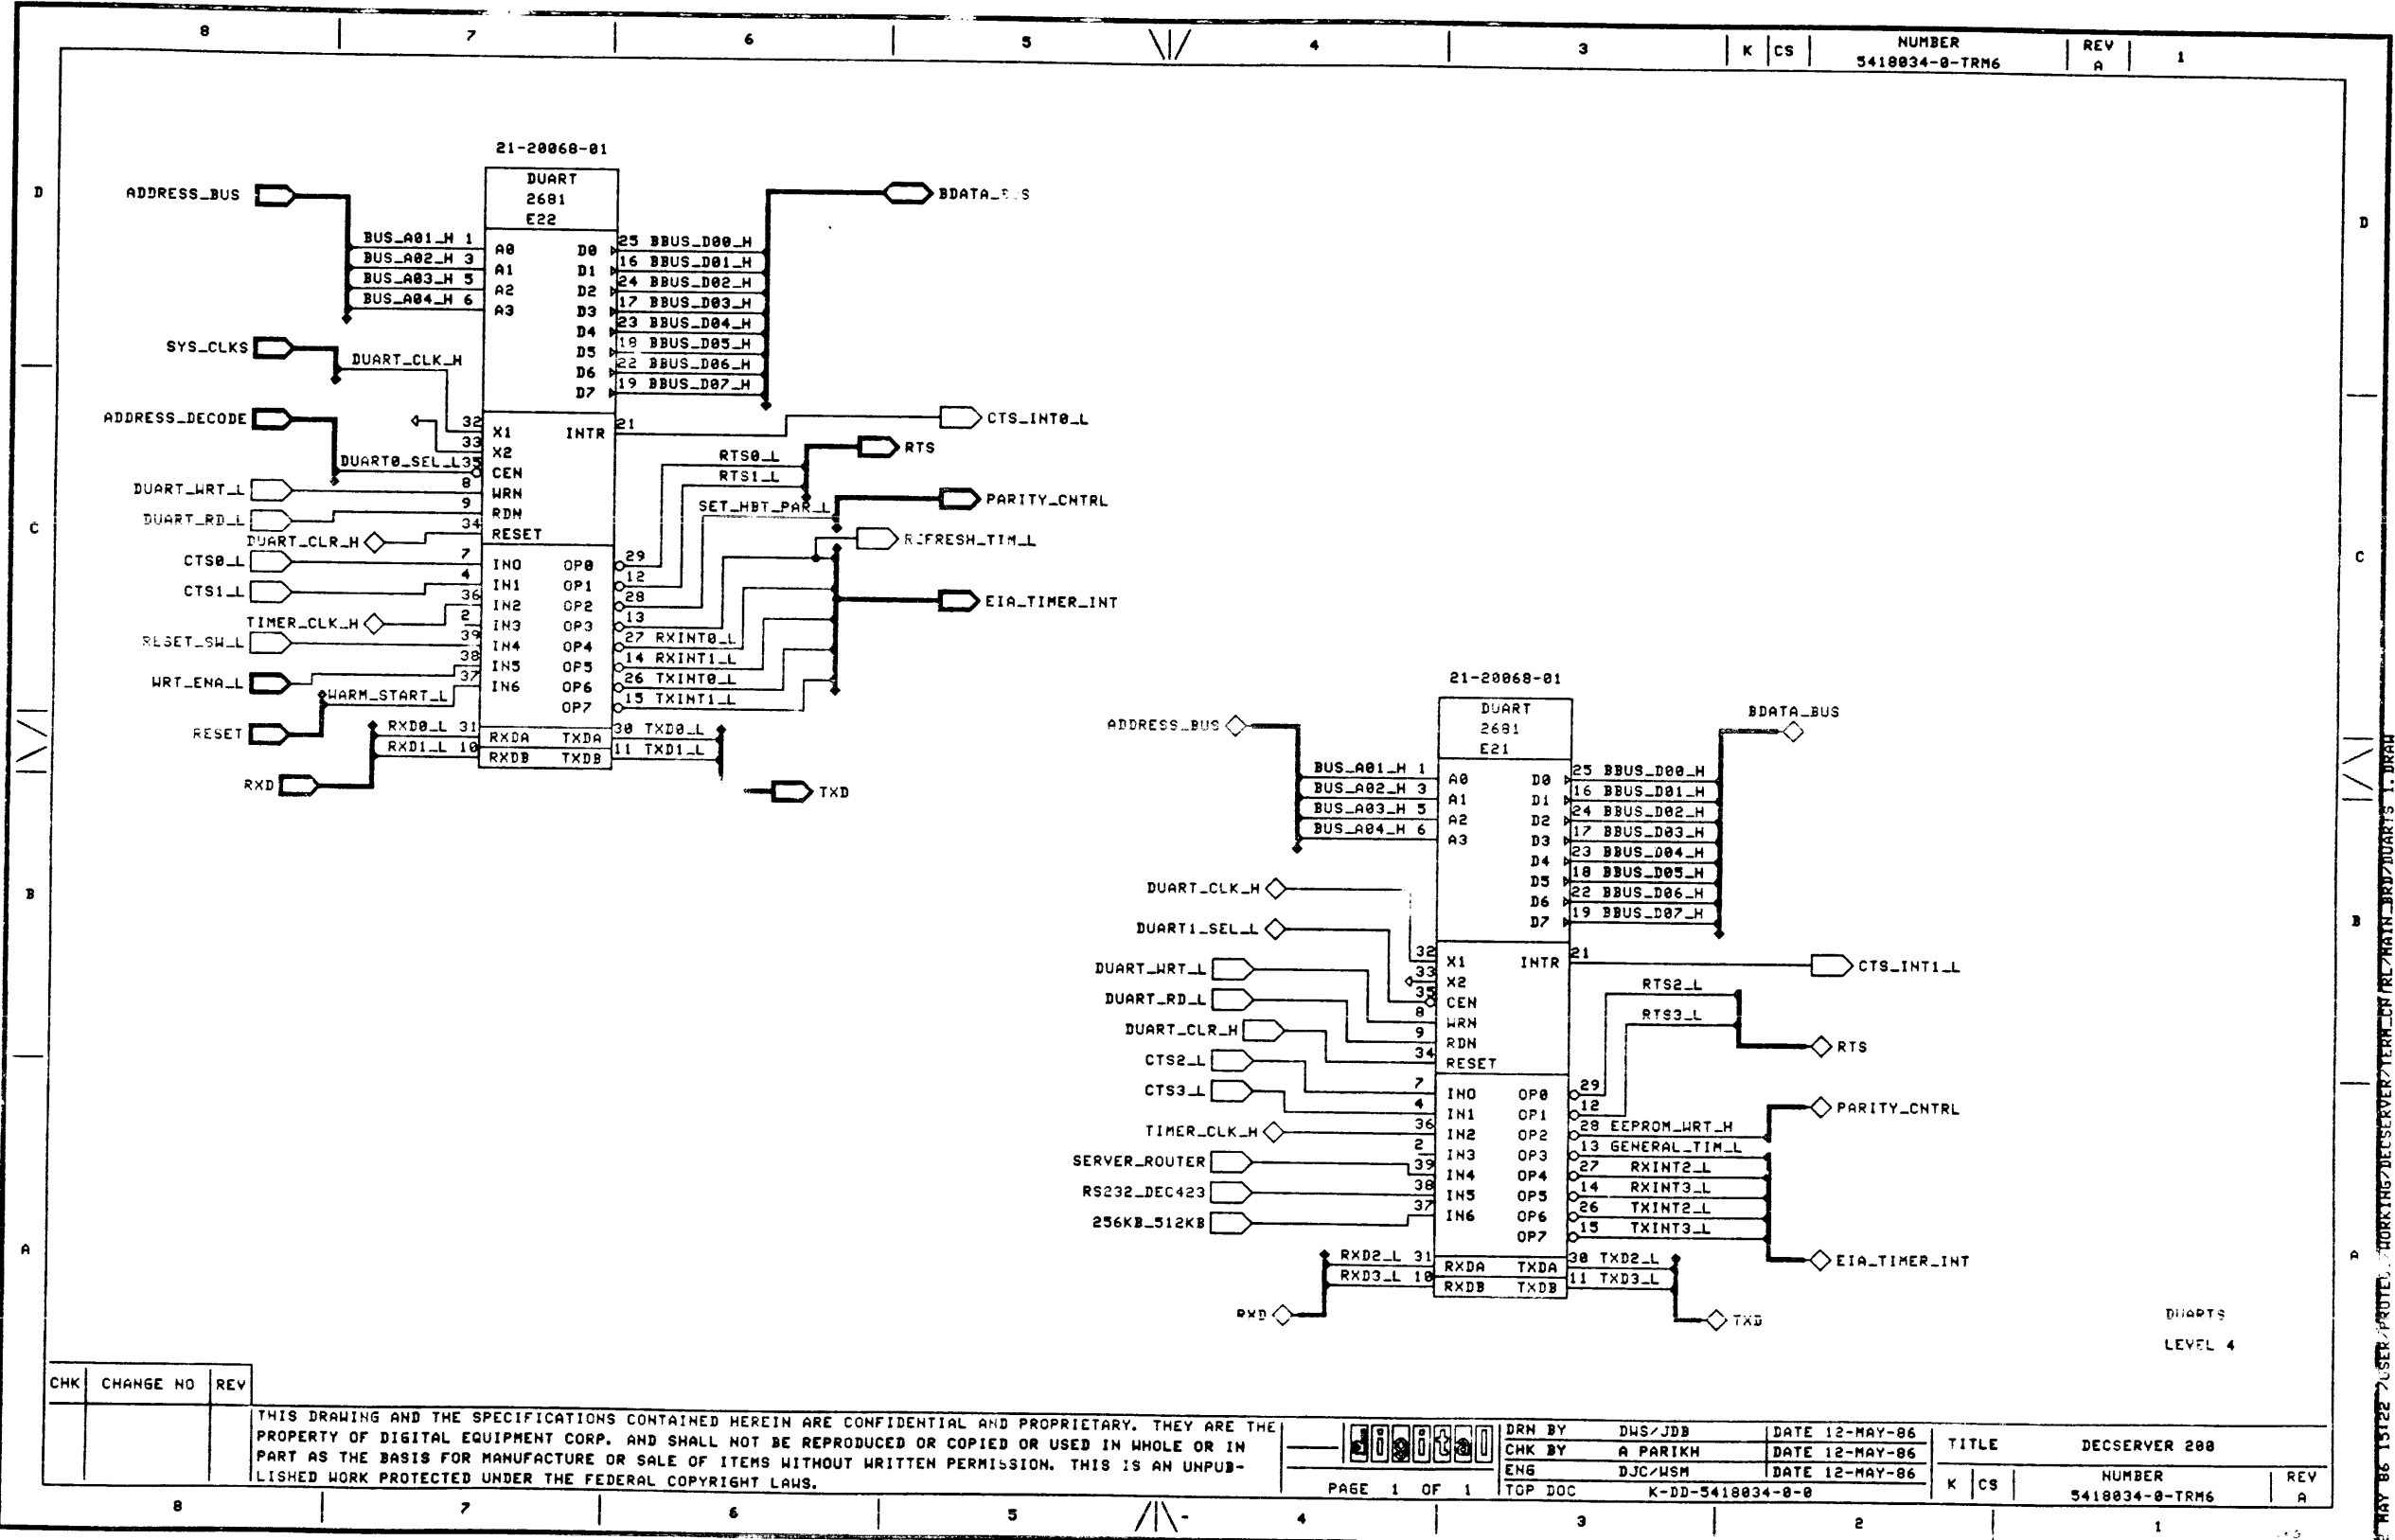 8 7 6 5 4 3 K CS NUMBER 5418034-0-TRM6 REV A 1
D
C
B
A
D
C
B
A
21-20068-01
DUART
2681
E22
ADDRESS_BUS
BUS_A01_H 1 A0
BUS_A02_H 3 A1
BUS_A03_H 5 A2
BUS_A04_H 6 A3
D0 25 BBUS_D00_H
D1 16 BBUS_D01_H
D2 24 BBUS_D02_H
D3 17 BBUS_D03_H
D4 23 BBUS_D04_H
D5 18 BBUS_D05_H
D6 22 BBUS_D06_H
D7 19 BBUS_D07_H
SYS_CLKS
DUART_CLK_H
ADDRESS_DECODE
32 X1
33 X2
DUART0_SEL_L 35 CEN
DUART_WRT_L 8 WRN
DUART_RD_L 9 RDN
DUART_CLR_H 34 RESET
INTR 21 CTS_INT0_L
RTS0_L
RTS1_L
RTS
SET_HBT_PAR_L
PARITY_CNTRL
REFRESH_TIM_L
EIA_TIMER_INT
CTS0_L 7 IN0
CTS1_L 4 IN1
TIMER_CLK_H 36 IN2
2 IN3
RESET_SW_L 39 IN4
WRT_ENA_L 38 IN5
WARM_START_L 37 IN6
RESET
OP0 29
OP1 12
OP2 28
OP3 13
OP4 27 RXINT0_L
OP5 14 RXINT1_L
OP6 26 TXINT0_L
OP7 15 TXINT1_L
RXD0_L 31 RXDA TXDA 30 TXD0_L
RXD1_L 10 RXDB TXDB 11 TXD1_L
RXD
TXD
21-20068-01
DUART
2681
E21
ADDRESS_BUS
BDATA_BUS
BUS_A01_H 1 A0
BUS_A02_H 3 A1
BUS_A03_H 5 A2
BUS_A04_H 6 A3
D0 25 BBUS_D00_H
D1 16 BBUS_D01_H
D2 24 BBUS_D02_H
D3 17 BBUS_D03_H
D4 23 BBUS_D04_H
D5 18 BBUS_D05_H
D6 22 BBUS_D06_H
D7 19 BBUS_D07_H
DUART_CLK_H 32 X1
33 X2
DUART1_SEL_L 35 CEN
DUART_WRT_L 8 WRN
DUART_RD_L 9 RDN
DUART_CLR_H 34 RESET
INTR 21 CTS_INT1_L
RTS2_L
RTS3_L
RTS
PARITY_CNTRL
CTS2_L 7 IN0
CTS3_L 4 IN1
TIMER_CLK_H 36 IN2
2 IN3
SERVER_ROUTER 39 IN4
RS232_DEC423 38 IN5
256KB_512KB 37 IN6
OP0 29
OP1 12
OP2 28 EEPROM_WRT_H
OP3 13 GENERAL_TIM_L
OP4 27 RXINT2_L
OP5 14 RXINT3_L
OP6 26 TXINT2_L
OP7 15 TXINT3_L
EIA_TIMER_INT
RXD2_L 31 RXDA TXDA 30 TXD2_L
RXD3_L 10 RXDB TXDB 11 TXD3_L
RXD
TXD
DUARTS
LEVEL 4
CHK CHANGE NO REV
THIS DRAWING AND THE SPECIFICATIONS CONTAINED HEREIN ARE CONFIDENTIAL AND PROPRIETARY. THEY ARE THE
PROPERTY OF DIGITAL EQUIPMENT CORP. AND SHALL NOT BE REPRODUCED OR COPIED OR USED IN WHOLE OR IN
PART AS THE BASIS FOR MANUFACTURE OR SALE OF ITEMS WITHOUT WRITTEN PERMISSION. THIS IS AN UNPUB-
LISHED WORK PROTECTED UNDER THE FEDERAL COPYRIGHT LAWS.
digital
PAGE 1 OF 1
DRN BY DWS/JDB DATE 12-MAY-86
CHK BY A PARIKH DATE 12-MAY-86
ENG DJC/WSM DATE 12-MAY-86
TOP DOC K-DD-5418034-0-0
TITLE DECSERVER 200
K CS NUMBER 5418034-0-TRM6 REV A
8 7 6 5 4 3 2 1
MAY 86 15:22